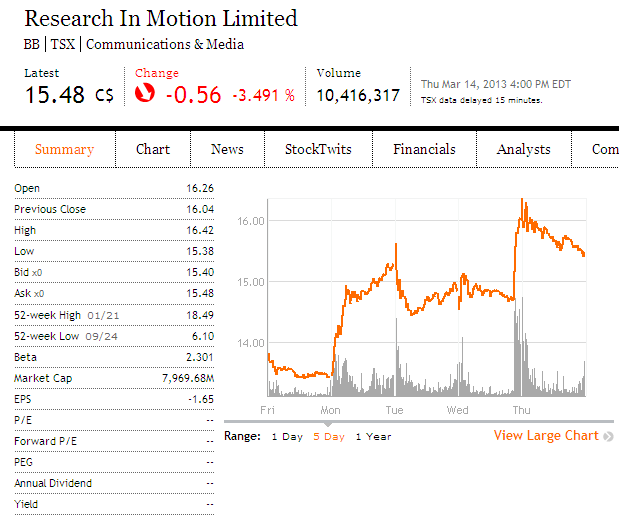 Research In Motion Limited
BB | TSX | Communications & Media
Latest
15.48 C$
Change
-0.56 -3.491 %
Volume
10,416,317
Thu Mar 14, 2013 4:00 PM EDT
TSX data delayed 15 minutes.
Summary Chart News StockTwits Financials Analysts Com
Open 16.26
Previous Close 16.04
High 16.42
Low 15.38
Bid x0 15.40
Ask x0 15.48
52-week High 01/21 18.49
52-week Low 09/24 6.10
Beta 2.301
Market Cap 7,969.68M
EPS -1.65
P/E --
Forward P/E --
PEG --
Annual Dividend --
Yield --
16.00
15.00
14.00
Fri Mon Tue Wed Thu
Range: 1 Day 5 Day 1 Year
View Large Chart